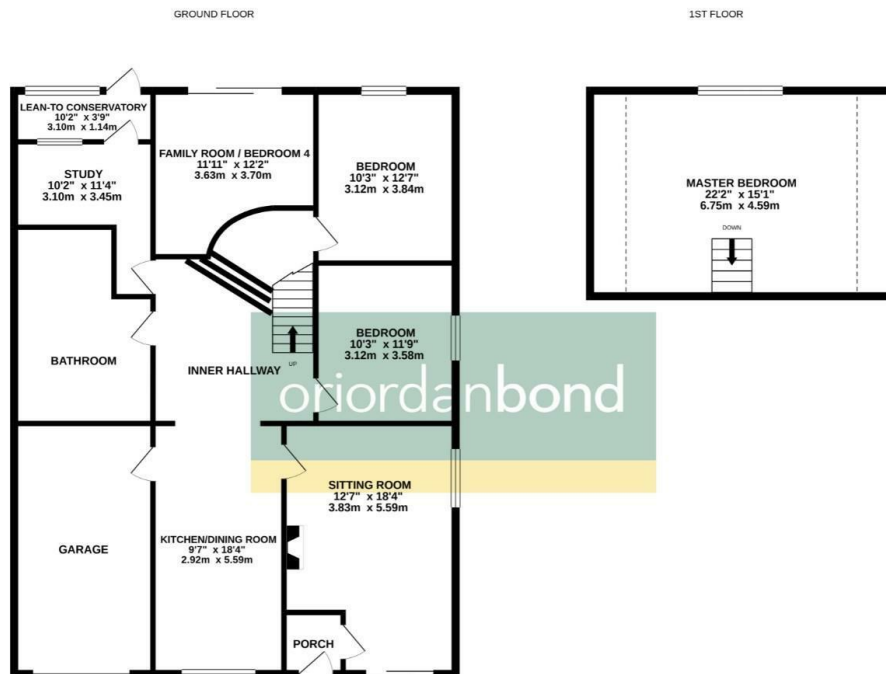 GROUND FLOOR
1ST FLOOR
LEAN-TO CONSERVATORY
10'2" x 3'9"
3.10m x 1.14m
STUDY
10'2" x 11'4"
3.10m x 3.45m
FAMILY ROOM / BEDROOM 4
11'11" x 12'2"
3.63m x 3.70m
BEDROOM
10'3" x 12'7"
3.12m x 3.84m
MASTER BEDROOM
22'2" x 15'1"
6.75m x 4.59m
DOWN
BATHROOM
INNER HALLWAY
UP
BEDROOM
10'3" x 11'9"
3.12m x 3.58m
oriordanbond
SITTING ROOM
12'7" x 18'4"
3.83m x 5.59m
GARAGE
KITCHEN/DINING ROOM
9'7" x 18'4"
2.92m x 5.59m
PORCH